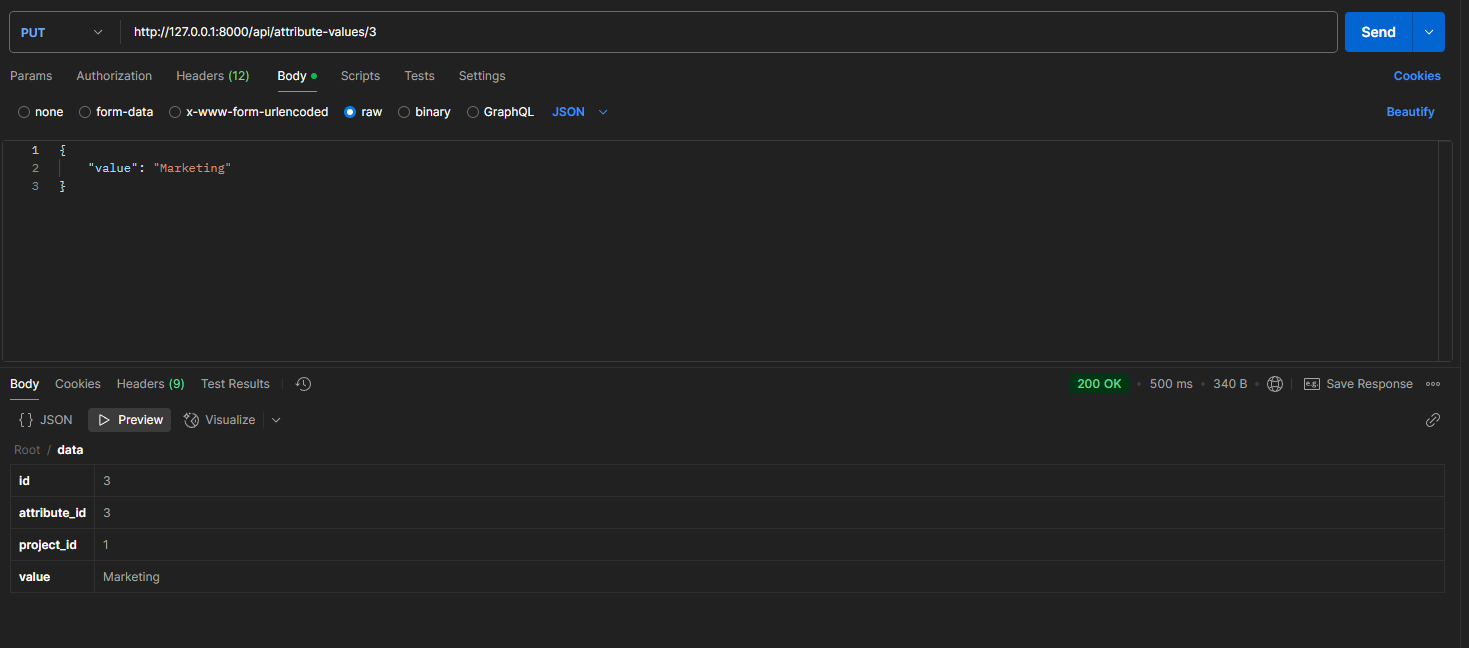 PUT http://127.0.0.1:8000/api/attribute-values/3 Send
Params Authorization Headers (12) Body Scripts Tests Settings Cookies
none form-data x-www-form-urlencoded raw binary GraphQL JSON Beautify
1 {
2 "value": "Marketing"
3 }
Body Cookies Headers (9) Test Results 200 OK • 500 ms • 340 B • e.g. Save Response
{} JSON Preview Visualize
Root / data
id 3
attribute_id 3
project_id 1
value Marketing